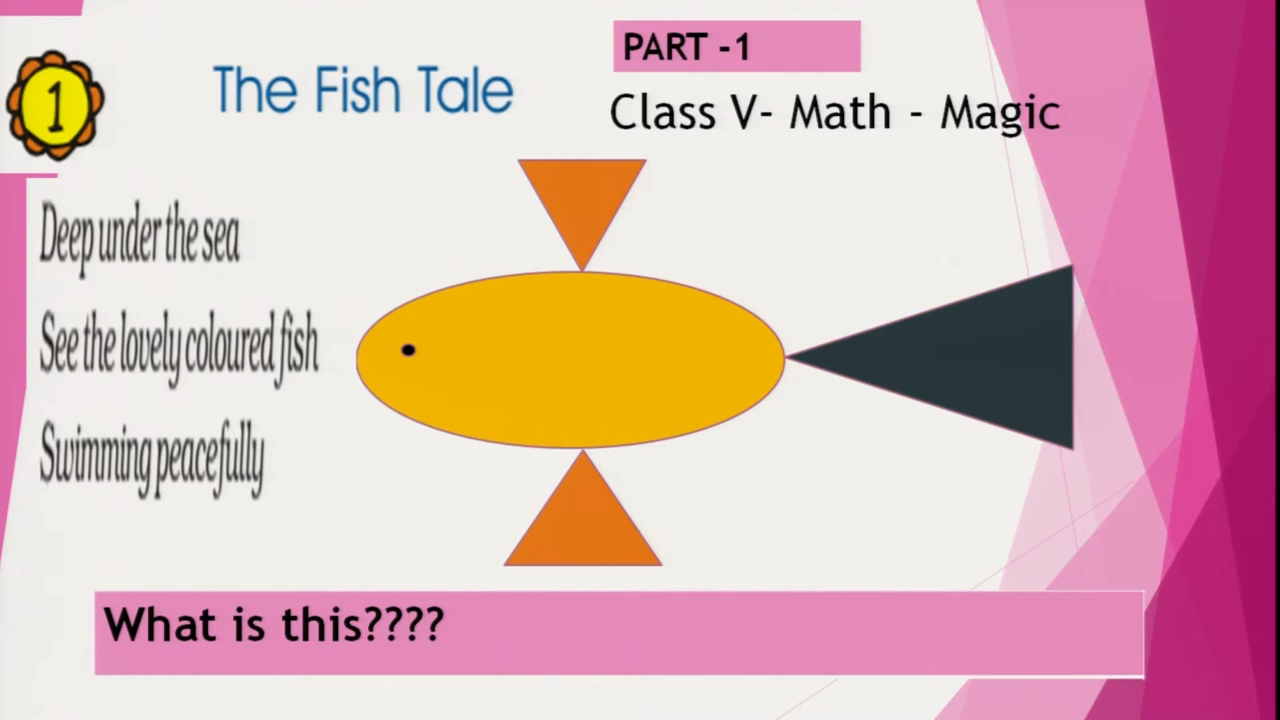 1
The Fish Tale
PART -1
Class V- Math - Magic
Deep under the sea
See the lovely coloured fish
Swimming peacefully
What is this????